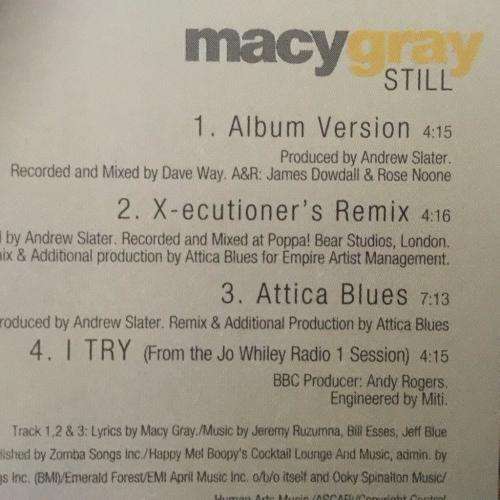 macygray
STILL
1. Album Version 4:15
Produced by Andrew Slater.
Recorded and Mixed by Dave Way. A&R: James Dowdall & Rose Noone
2. X-ecutioner's Remix 4:16
by Andrew Slater. Recorded and Mixed at Poppa! Bear Studios, London.
& Additional production by Attica Blues for Empire Artist Management.
3. Attica Blues 7:13
roduced by Andrew Slater. Remix & Additional Production by Attica Blues
4. I TRY (From the Jo Whiley Radio 1 Session) 4:15
BBC Producer: Andy Rogers.
Engineered by Miti.
Track 1,2 & 3: Lyrics by Macy Gray./Music by Jeremy Ruzumna, Bill Esses, Jeff Blue
lished by Zomba Songs Inc./Happy Mel Boopy's Cocktail Lounge And Music, admin. by
gs Inc. (BMI)/Emerald Forest/EMI April Music Inc. o/b/o itself and Ooky Spinalton Music/
Human Arts Music /ASCAP/Copyright Control